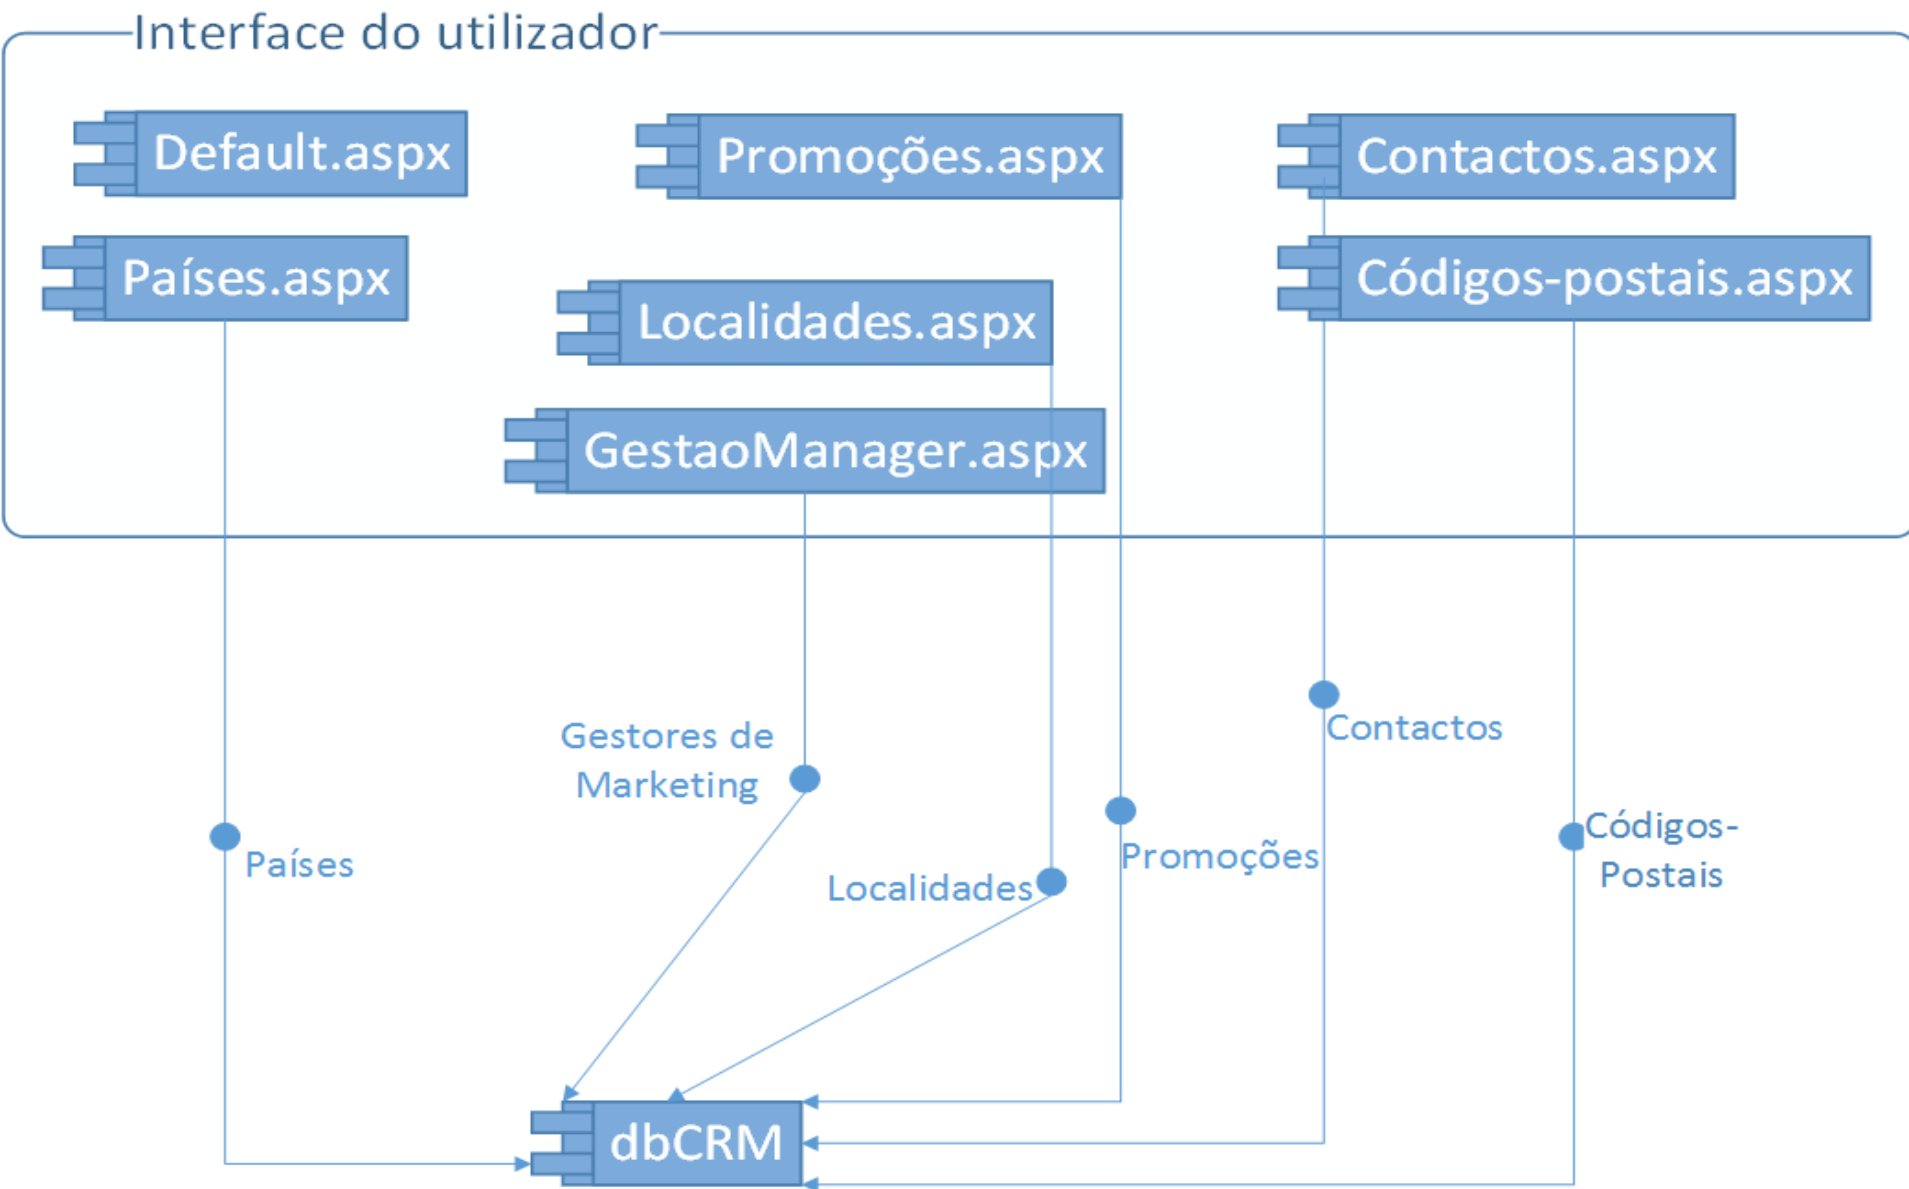 Interface do utilizador
Default.aspx
Promoções.aspx
Contactos.aspx
Países.aspx
Códigos-postais.aspx
Localidades.aspx
GestaoManager.aspx
Gestores de
Marketing
Contactos
Países
Localidades
Promoções
Códigos-
Postais
dbCRM